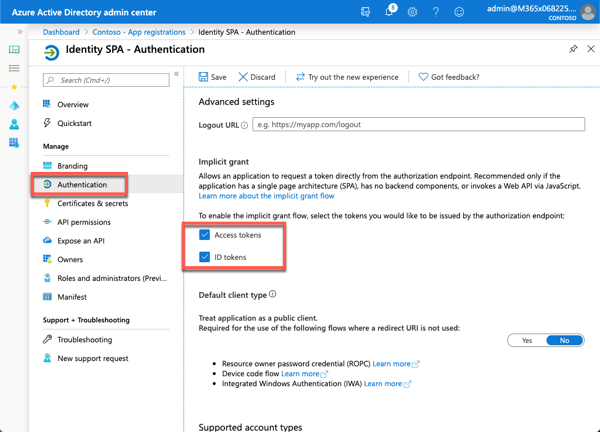 Azure Active Directory admin center
8
admin@M365x068225....
CONTOSO
Dashboard > Contoso - App registrations > Identity SPA - Authentication
Identity SPA - Authentication
Search (Cmd+/)
Overview
Quickstart
Manage
Branding
Authentication
Certificates & secrets
API permissions
Expose an API
Owners
Roles and administrators (Previ...
Manifest
Support + Troubleshooting
Troubleshooting
New support request
Save
Discard
Try out the new experience
Got feedback?
Advanced settings
Logout URL
e.g. https://myapp.com/logout
Implicit grant
Allows an application to request a token directly from the authorization endpoint. Recommended only if the
application has a single page architecture (SPA), has no backend components, or invokes a Web API via JavaScript.
Learn more about the implicit grant flow
To enable the implicit grant flow, select the tokens you would like to be issued by the authorization endpoint:
Access tokens
ID tokens
Default client type
Treat application as a public client.
Required for the use of the following flows where a redirect URI is not used:
Yes No
• Resource owner password credential (ROPC) Learn more
• Device code flow Learn more
• Integrated Windows Authentication (IWA) Learn more
Supported account types